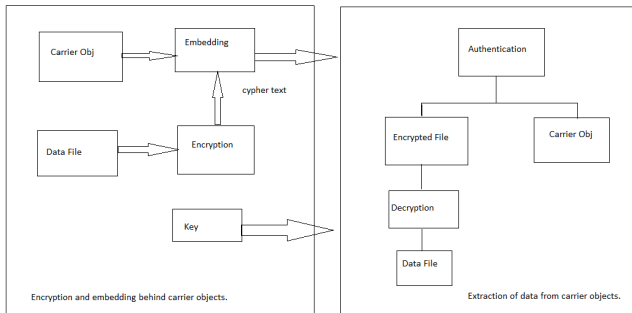 Carrier Obj
Embedding
cypher text
Data File
Encryption
Key
Encryption and embedding behind carrier objects.
Authentication
Encrypted File
Carrier Obj
Decryption
Data File
Extraction of data from carrier objects.